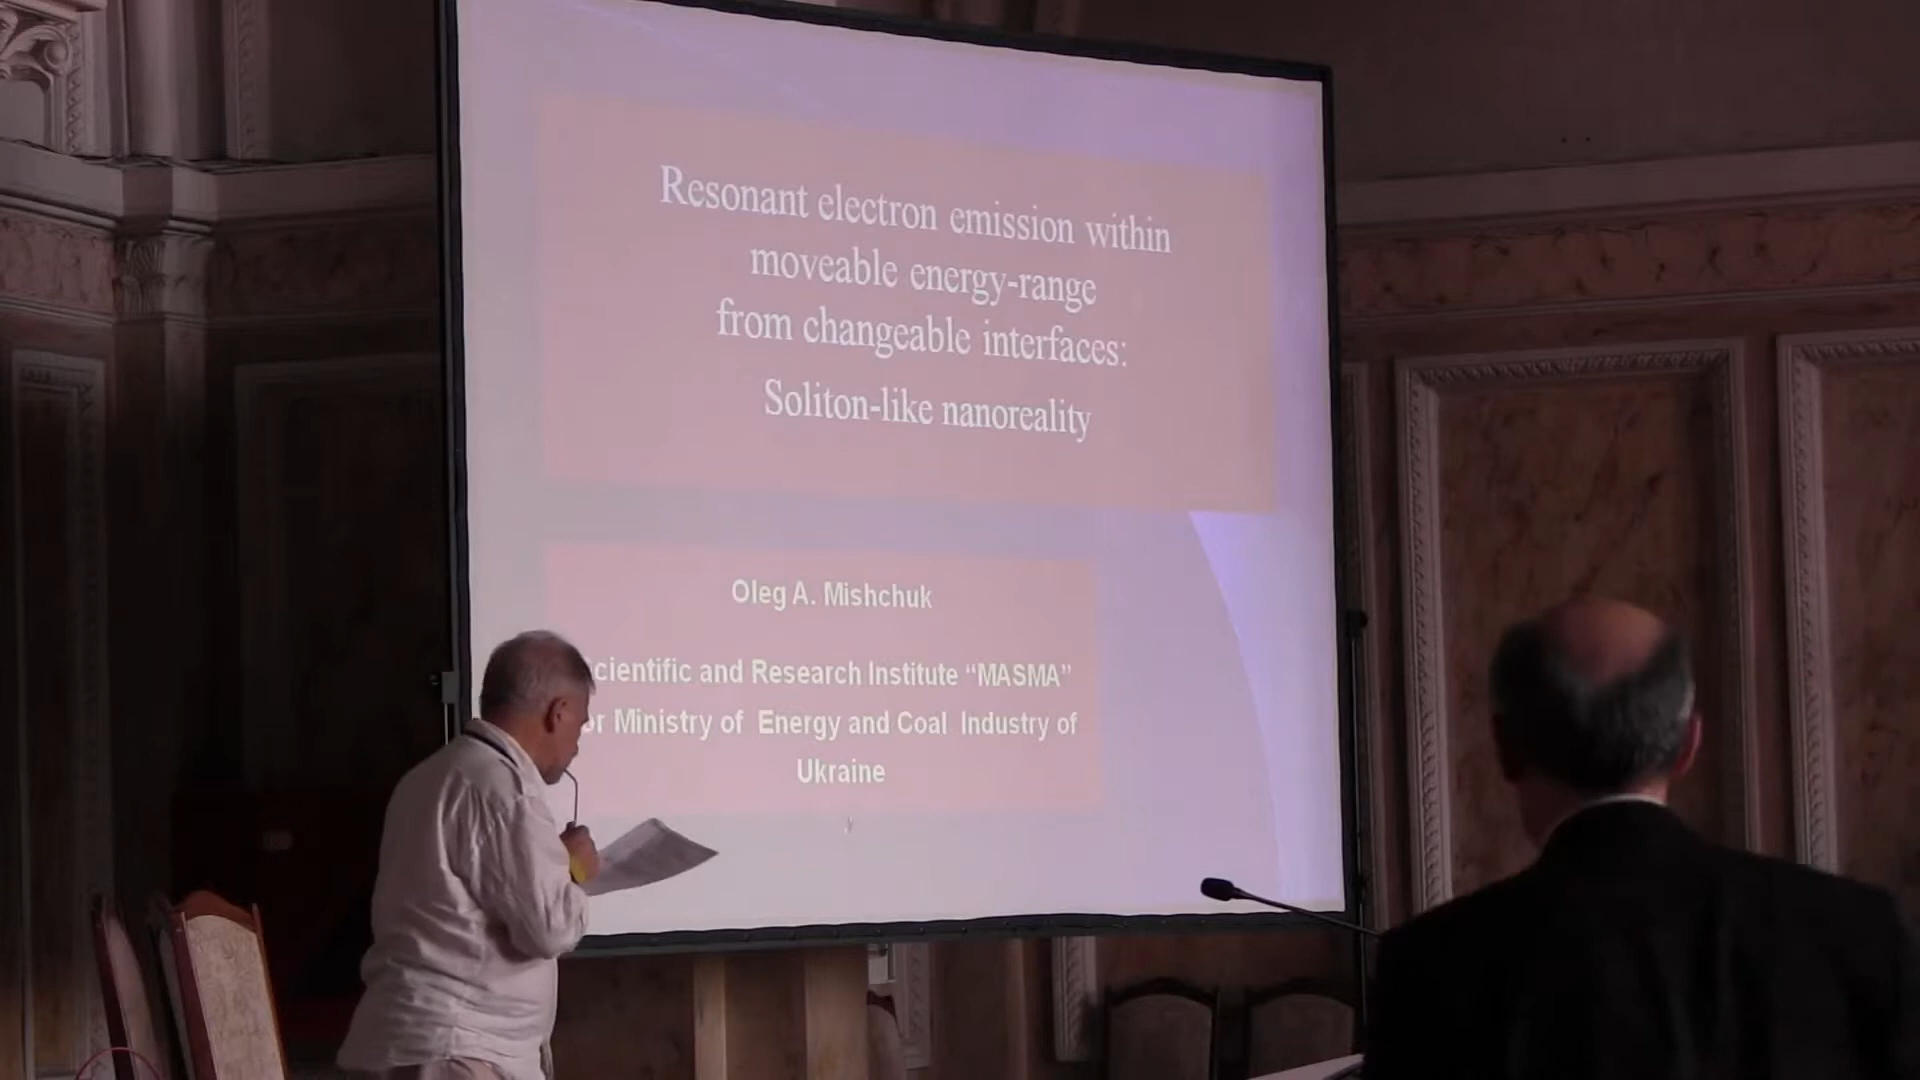 Resonant electron emission within
moveable energy-range
from changeable interfaces:
Soliton-like nanoreality
Oleg A. Mishchuk
cientific and Research Institute “MASMA”
or Ministry of Energy and Coal Industry of
Ukraine